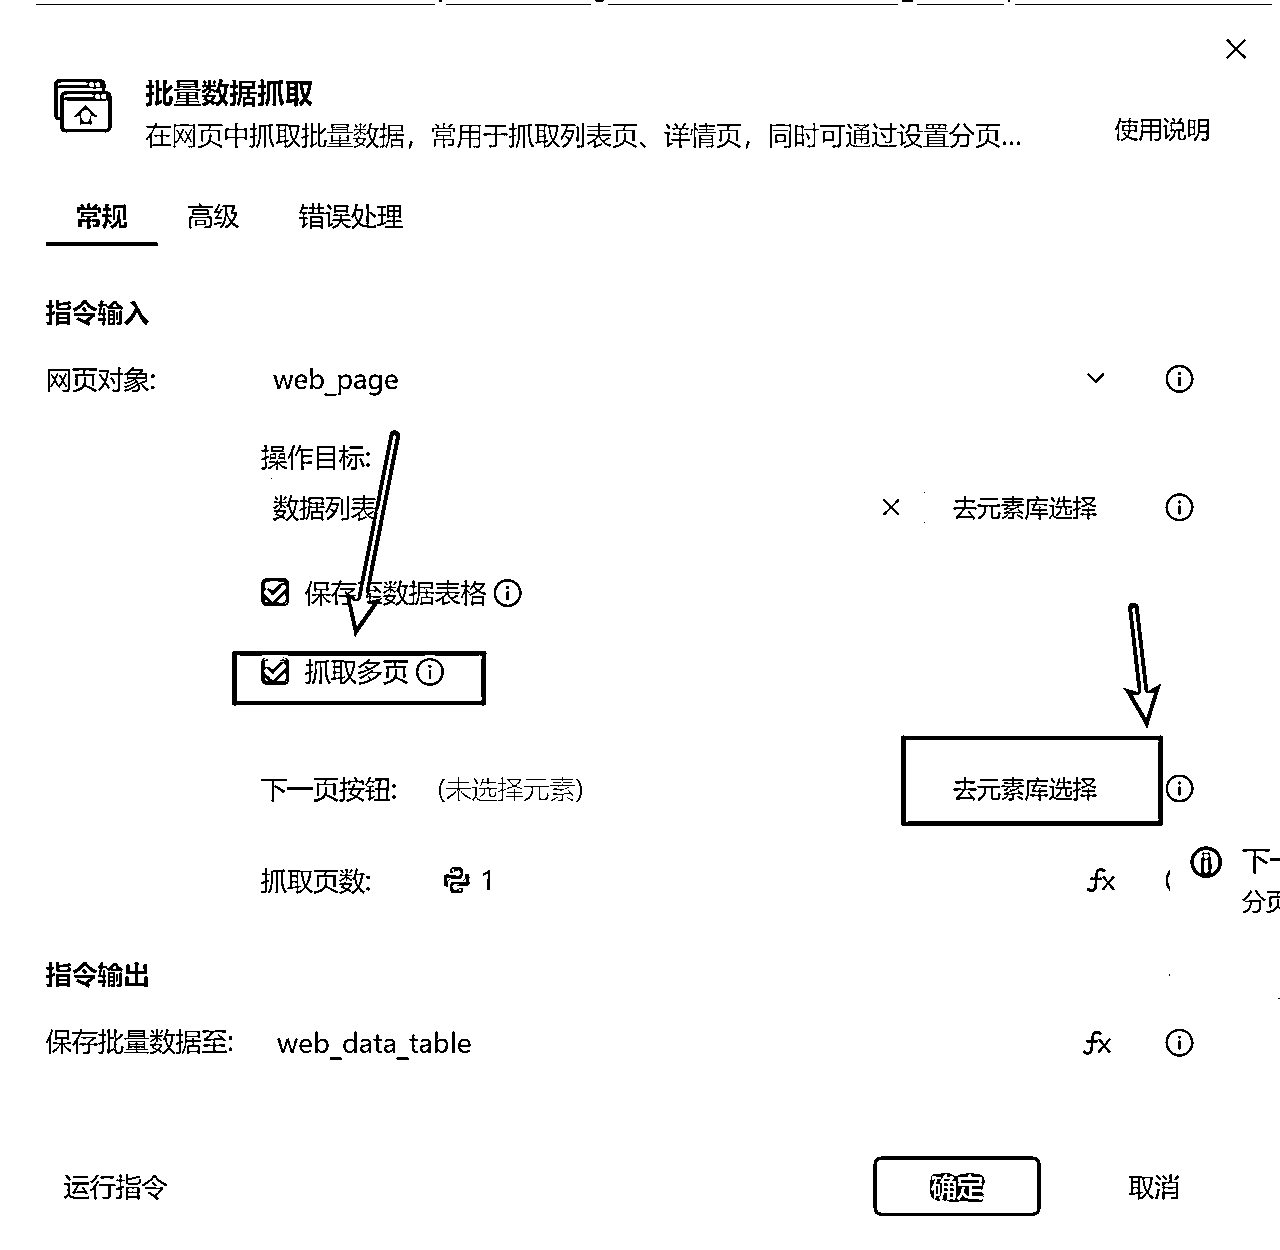 批量数据抓取
在网页中抓取批量数据，常用于抓取列表页、详情页，同时可通过设置分页...
使用说明
常规 高级 错误处理
指令输入
网页对象: web_page
操作目标:
数据列表 去元素库选择
保存至数据表格
抓取多页
下一页按钮: (未选择元素) 去元素库选择
抓取页数: 1 fx
下一
分页
指令输出
保存批量数据至: web_data_table fx
运行指令 确定 取消